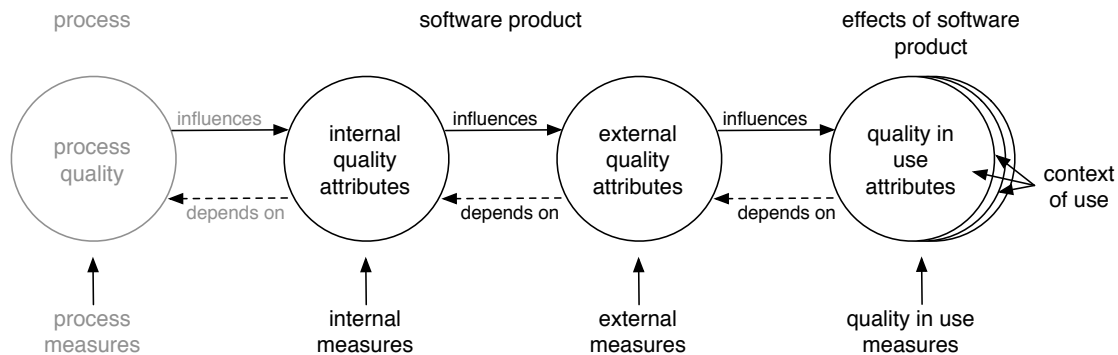 process
software product
effects of software
product
influences
influences
influences
process
quality
internal
quality
attributes
external
quality
attributes
quality in
use
attributes
context
of use
depends on
depends on
depends on
process
measures
internal
measures
external
measures
quality in use
measures